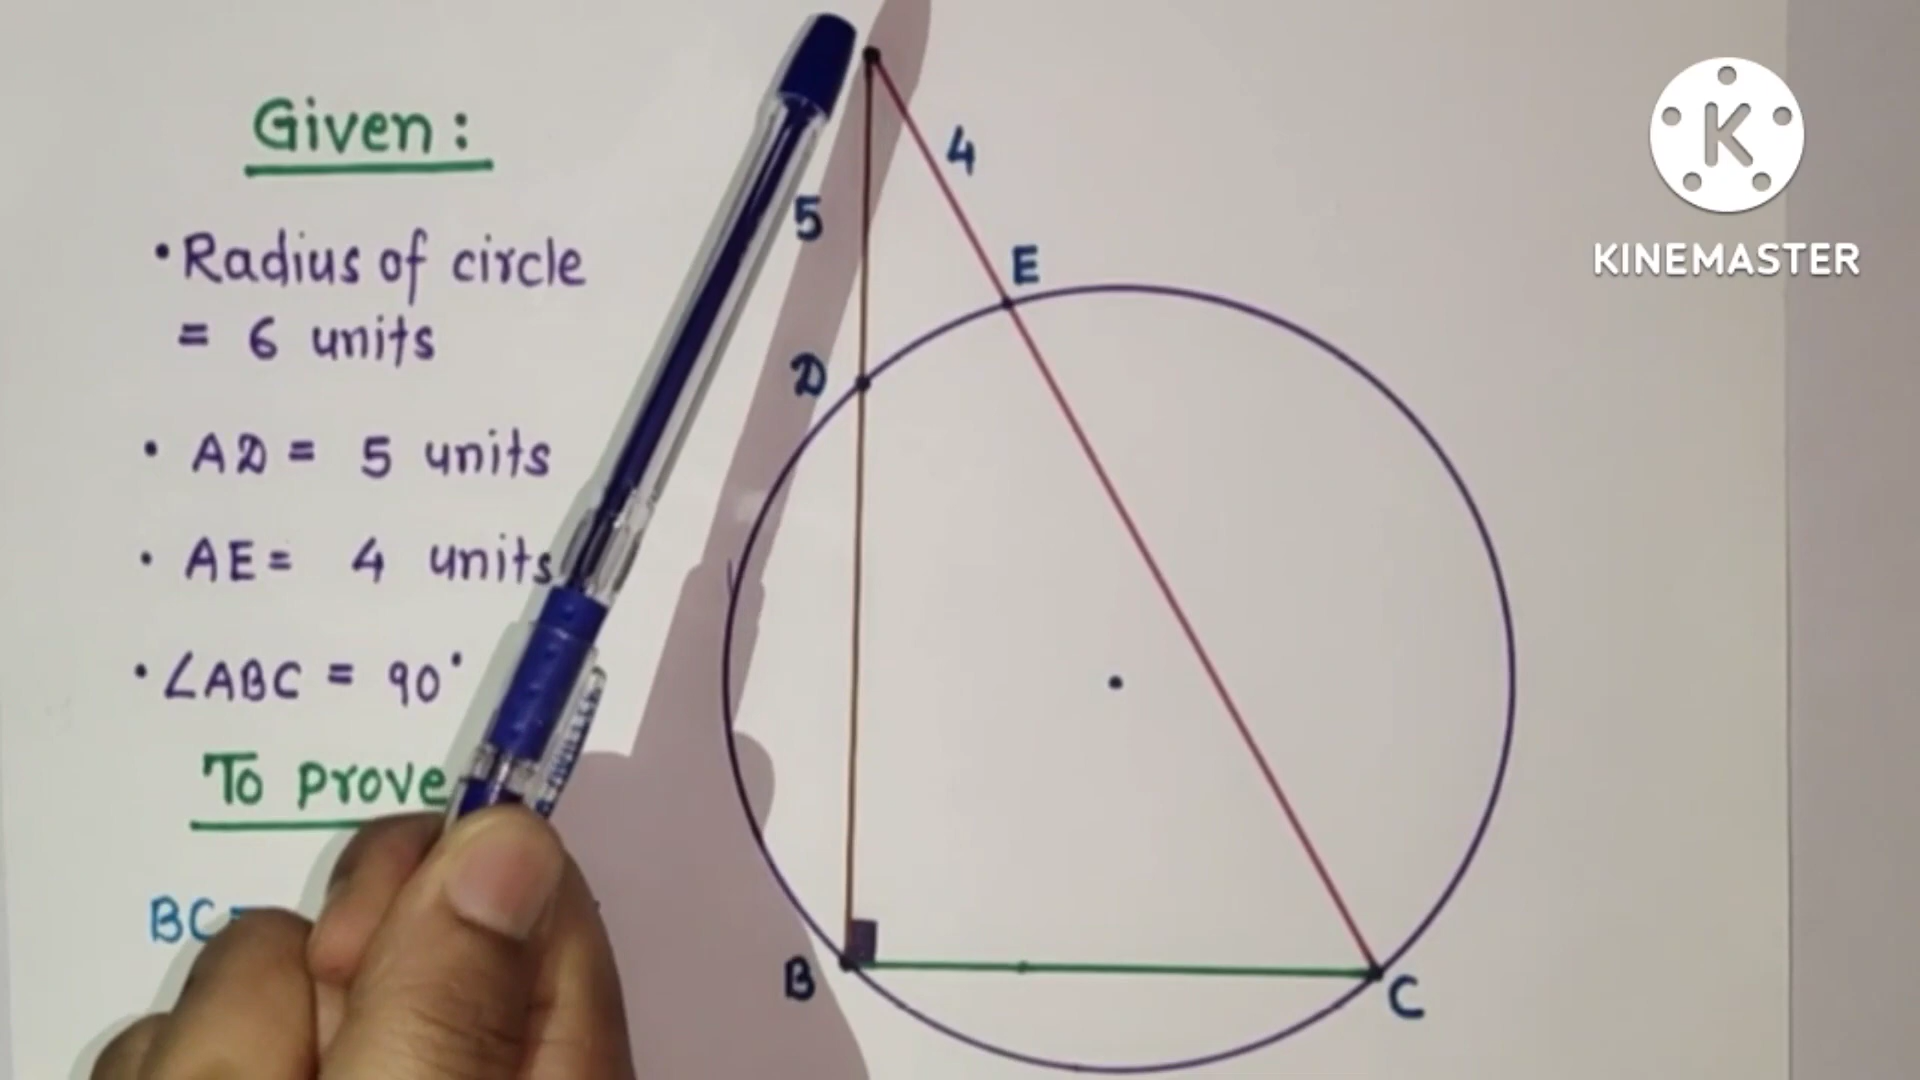 Given :
• Radius of circle
= 6 units
• AD = 5 units
• AE = 4 units
• ∠ABC = 90°
To prove
BC=
4
5
E
D
B
C
K
KINEMASTER